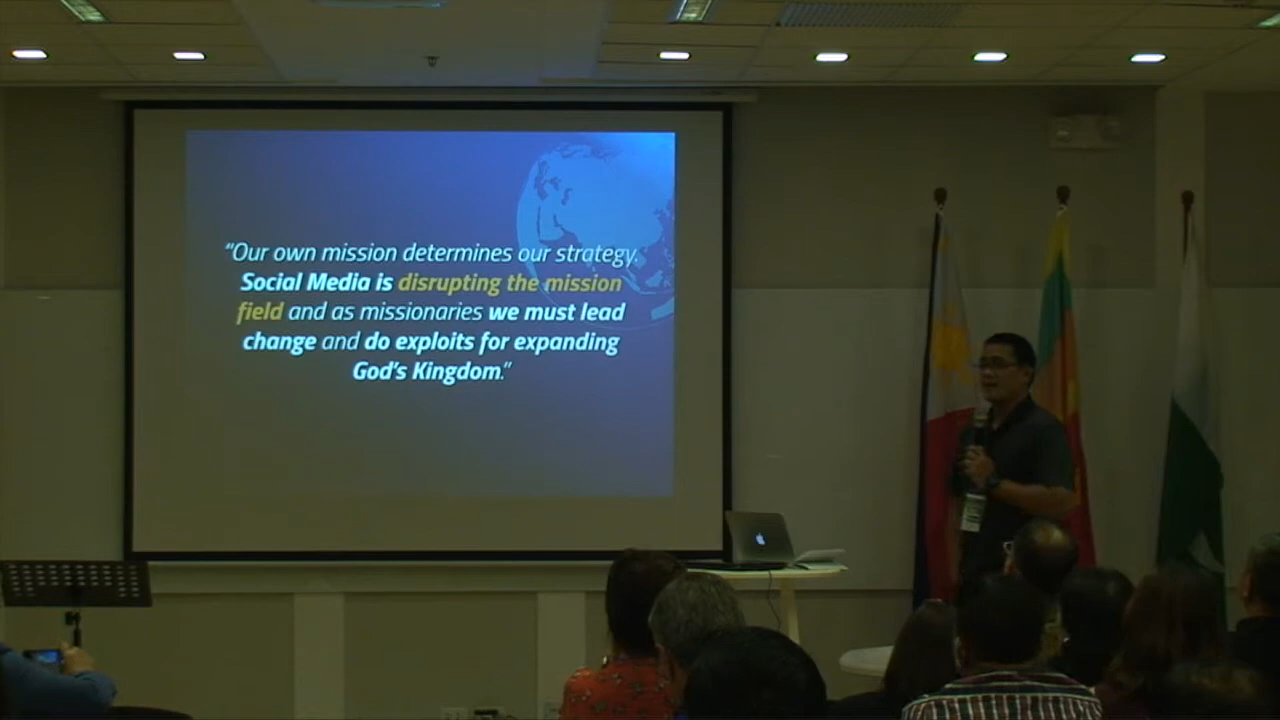 “Our own mission determines our strategy.
Social Media is disrupting the mission
field and as missionaries we must lead
change and do exploits for expanding
God's Kingdom.”